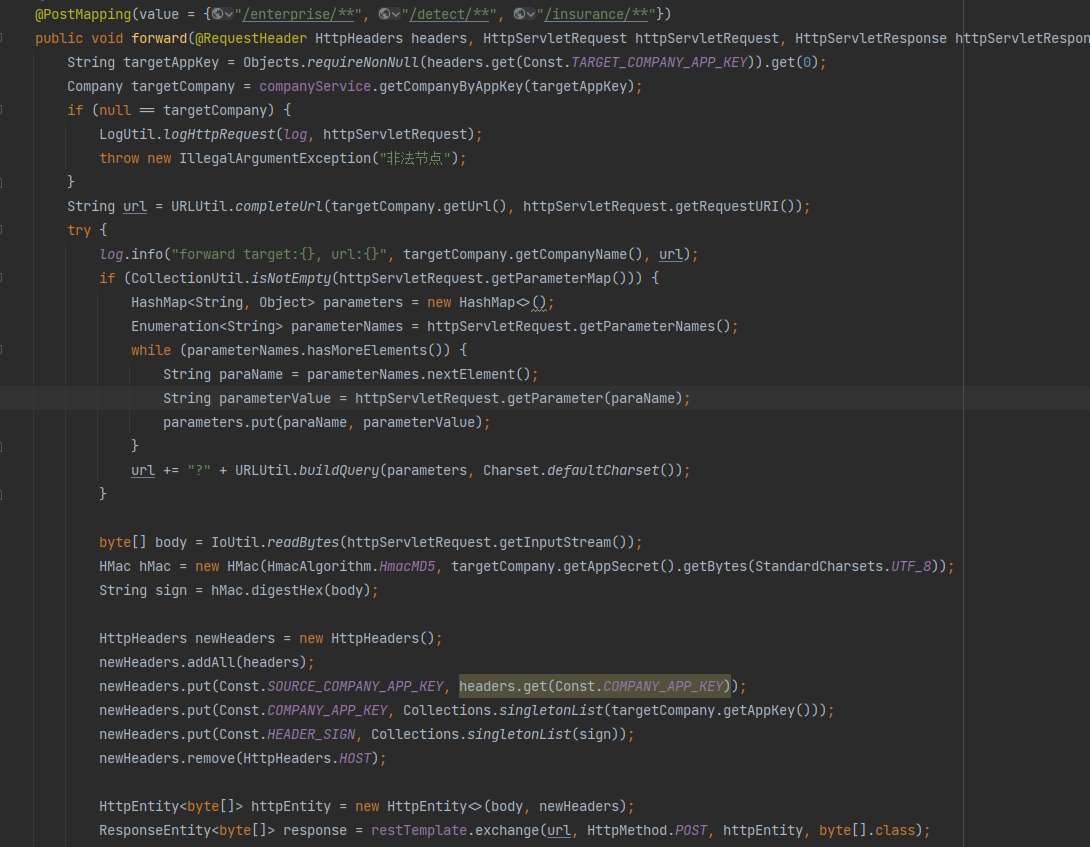 @PostMapping(value = {"/enterprise/**", "/detect/**", "/insurance/**"})
public void forward(@RequestHeader HttpHeaders headers, HttpServletRequest httpServletRequest, HttpServletResponse httpServletRespon
String targetAppKey = Objects.requireNonNull(headers.get(Const.TARGET_COMPANY_APP_KEY)).get(0);
Company targetCompany = companyService.getCompanyByAppKey(targetAppKey);
if (null == targetCompany) {
LogUtil.logHttpRequest(log, httpServletRequest);
throw new IllegalArgumentException("非法节点");
}
String url = URLUtil.completeUrl(targetCompany.getUrl(), httpServletRequest.getRequestURI());
try {
log.info("forward target:{}, url:{}", targetCompany.getCompanyName(), url);
if (CollectionUtil.isNotEmpty(httpServletRequest.getParameterMap())) {
HashMap<String, Object> parameters = new HashMap<>();
Enumeration<String> parameterNames = httpServletRequest.getParameterNames();
while (parameterNames.hasMoreElements()) {
String paraName = parameterNames.nextElement();
String parameterValue = httpServletRequest.getParameter(paraName);
parameters.put(paraName, parameterValue);
}
url += "?" + URLUtil.buildQuery(parameters, Charset.defaultCharset());
}
byte[] body = IoUtil.readBytes(httpServletRequest.getInputStream());
HMac hMac = new HMac(HmacAlgorithm.HmacMD5, targetCompany.getAppSecret().getBytes(StandardCharsets.UTF_8));
String sign = hMac.digestHex(body);
HttpHeaders newHeaders = new HttpHeaders();
newHeaders.addAll(headers);
newHeaders.put(Const.SOURCE_COMPANY_APP_KEY, headers.get(Const.COMPANY_APP_KEY));
newHeaders.put(Const.COMPANY_APP_KEY, Collections.singletonList(targetCompany.getAppKey()));
newHeaders.put(Const.HEADER_SIGN, Collections.singletonList(sign));
newHeaders.remove(HttpHeaders.HOST);
HttpEntity<byte[]> httpEntity = new HttpEntity<>(body, newHeaders);
ResponseEntity<byte[]> response = restTemplate.exchange(url, HttpMethod.POST, httpEntity, byte[].class);